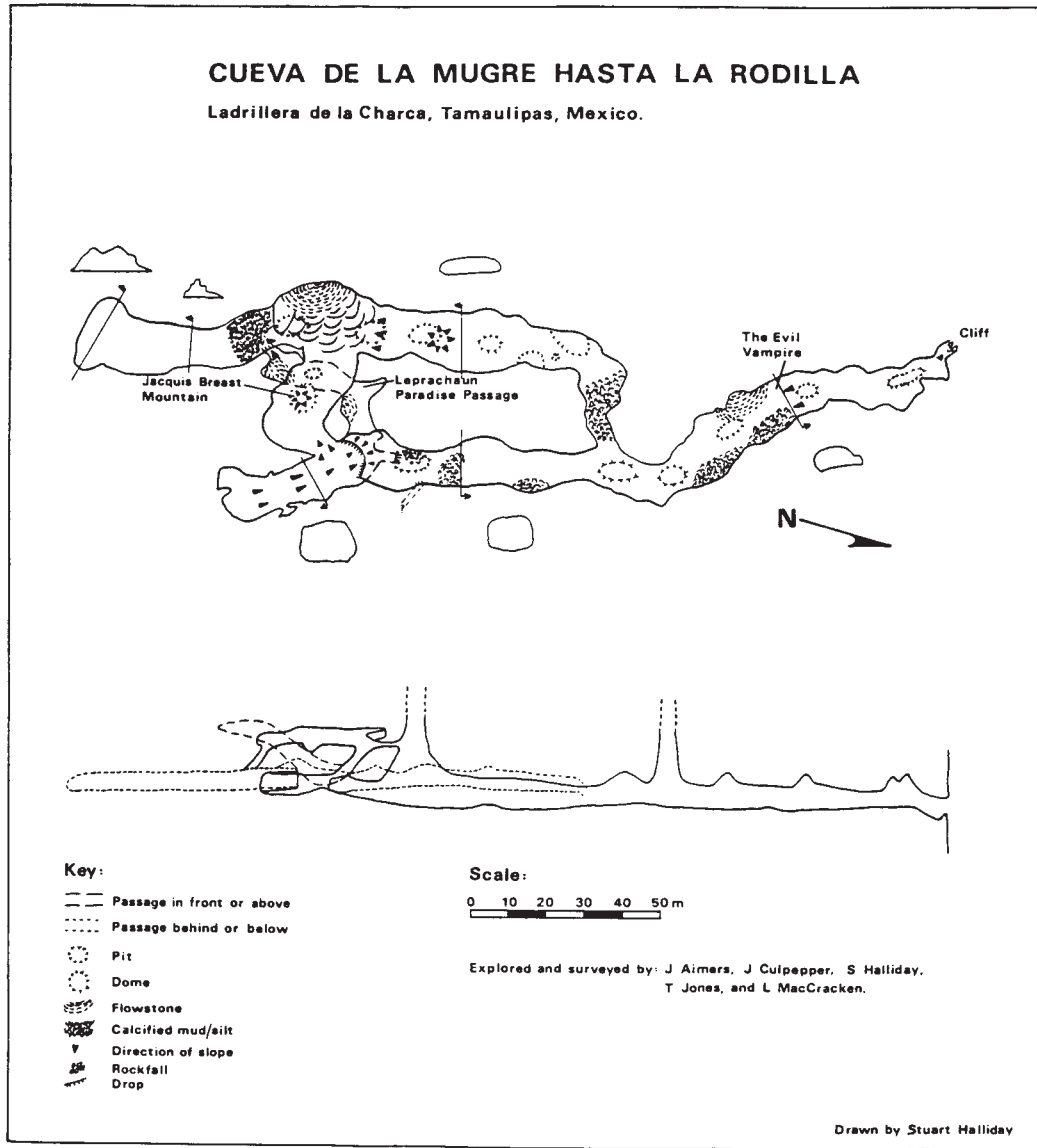 CUEVA DE LA MUGRE HASTA LA RODILLA
Ladrillera de la Charca, Tamaulipas, Mexico.
The Evil
Vampire
Cliff
Jacquis Breast
Mountain
Leprachaun
Paradise Passage
N
Key:
Passage in front or above
Passage behind or below
Pit
Dome
Flowstone
Calcified mud/silt
Direction of slope
Rockfall
Drop
Scale:
0 10 20 30 40 50 m
Explored and surveyed by: J Aimers, J Culpepper, S Halliday,
T Jones, and L MacCracken.
Drawn by Stuart Halliday